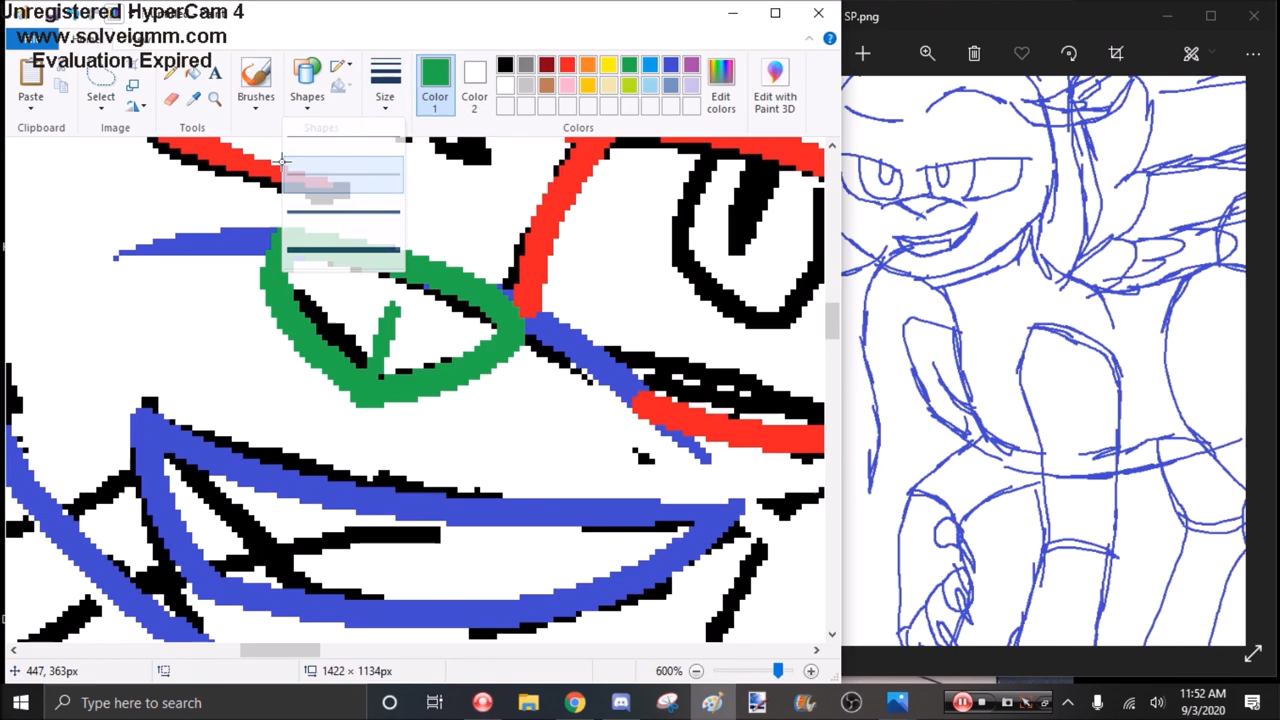 Unregistered HyperCam 4
www.solveignm.com
Evaluation Expired
SP.png
Paste
Select
Brushes
Shapes
Size
Color
1
Color
2
Edit
colors
Edit with
Paint 3D
Clipboard
Image
Tools
Shapes
Colors
447, 363px
1422 × 1134px
600%
Type here to search
11:52 AM
9/3/2020